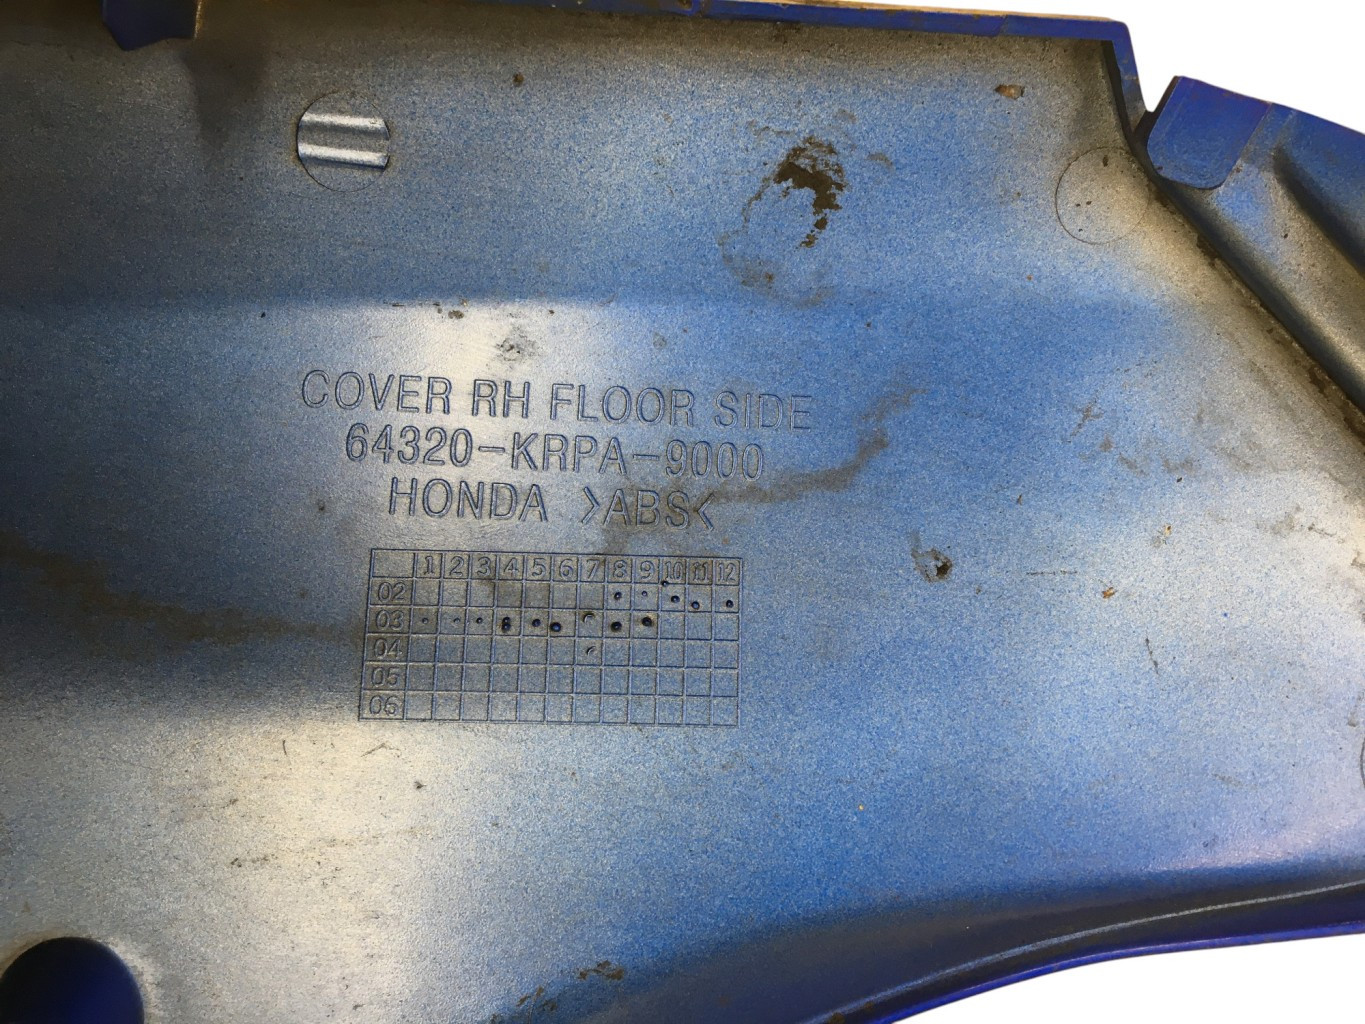 COVER RH FLOOR SIDE
64320-KRPA-9000
HONDA >ABS<
1 2 3 4 5 6 7 8 9 10 11 12
02
03
04
05
06